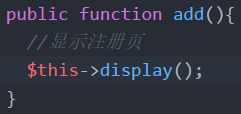 public function add(){
//显示注册页
$this->display();
}